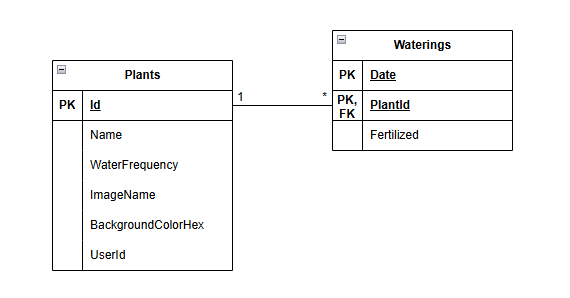 Plants
PK Id
Name
WaterFrequency
ImageName
BackgroundColorHex
UserId
1 *
Waterings
PK Date
PK, FK PlantId
Fertilized